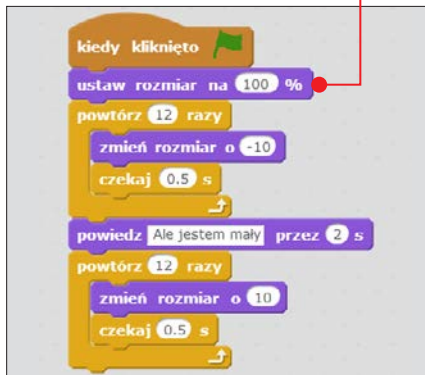 kiedy kliknięto
ustaw rozmiar na 100 %
powtórz 12 razy
zmień rozmiar o -10
czekaj 0.5 s
powiedz Ale jestem mały przez 2 s
powtórz 12 razy
zmień rozmiar o 10
czekaj 0.5 s